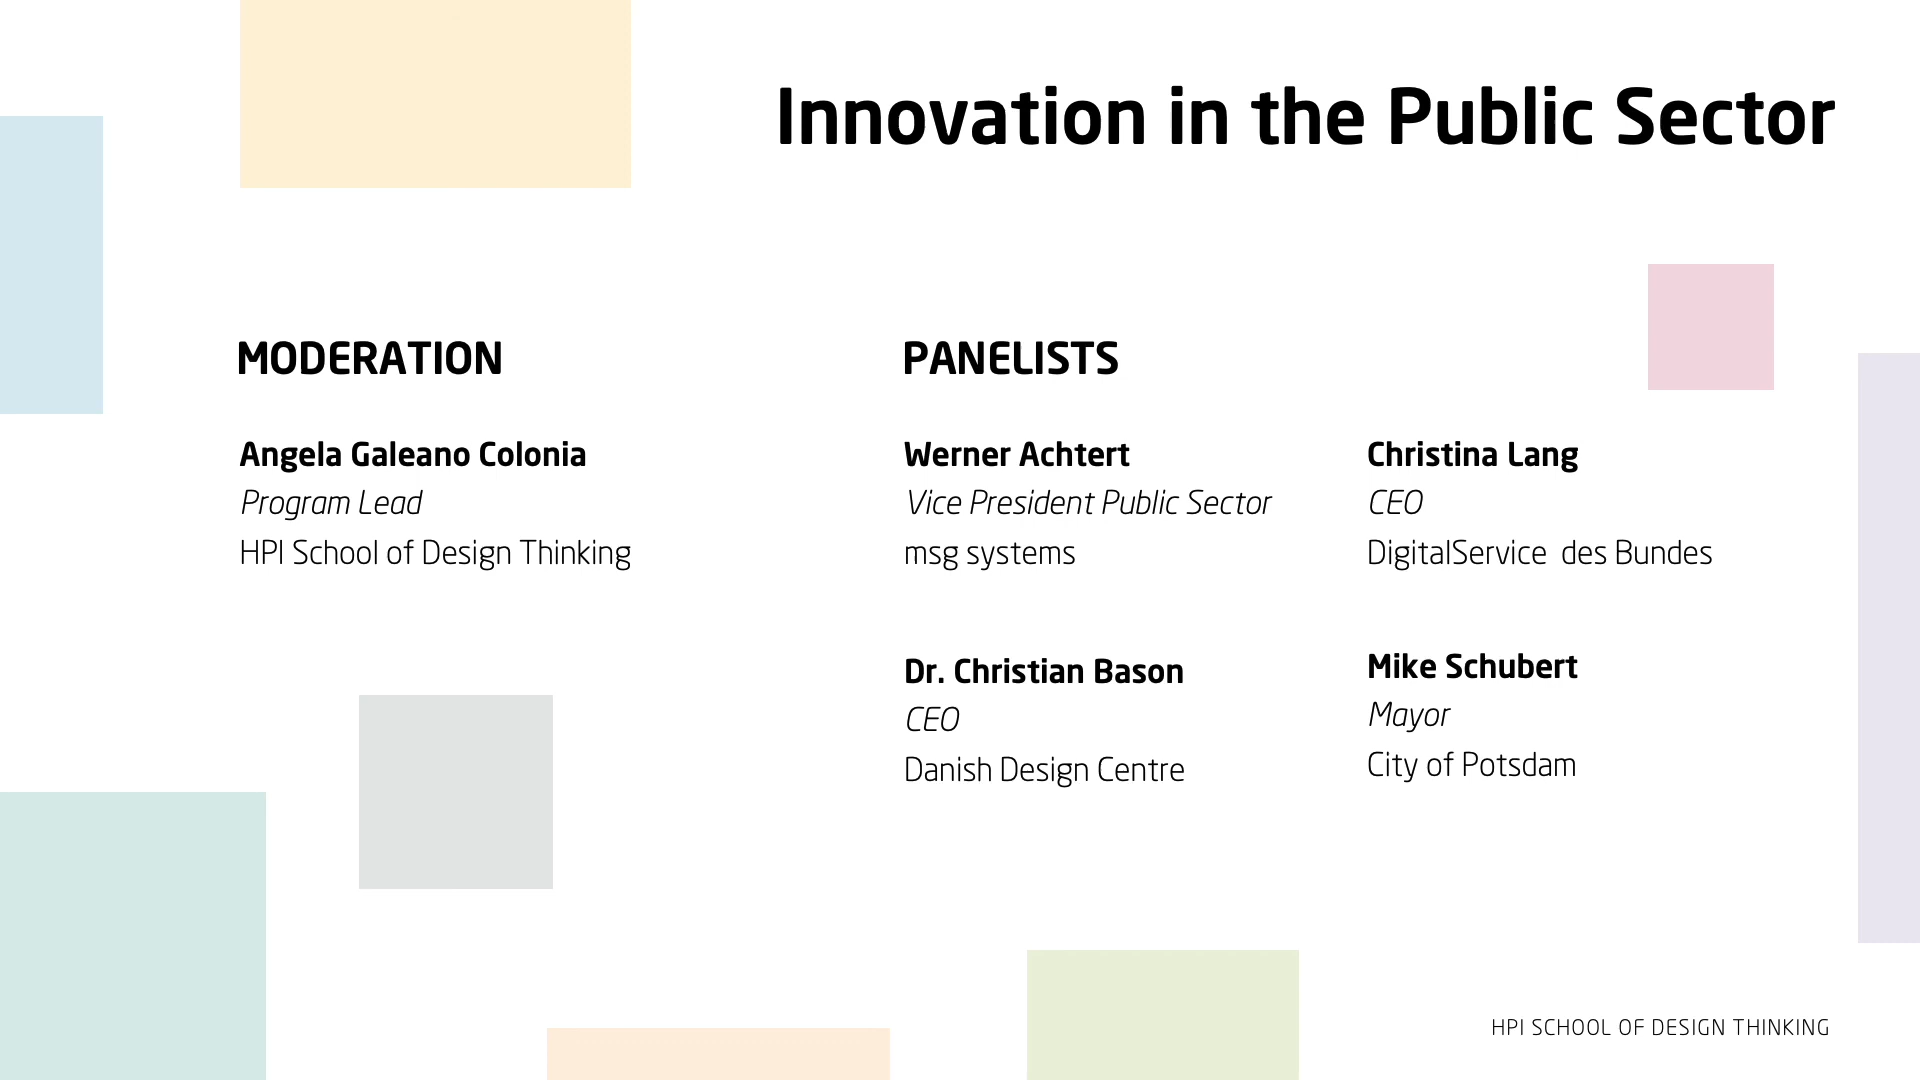 Innovation in the Public Sector
MODERATION
Angela Galeano Colonia
Program Lead
HPI School of Design Thinking
PANELISTS
Werner Achtert
Vice President Public Sector
msg systems
Christina Lang
CEO
DigitalService  des Bundes
Dr. Christian Bason
CEO
Danish Design Centre
Mike Schubert
Mayor
City of Potsdam
HPI SCHOOL OF DESIGN THINKING